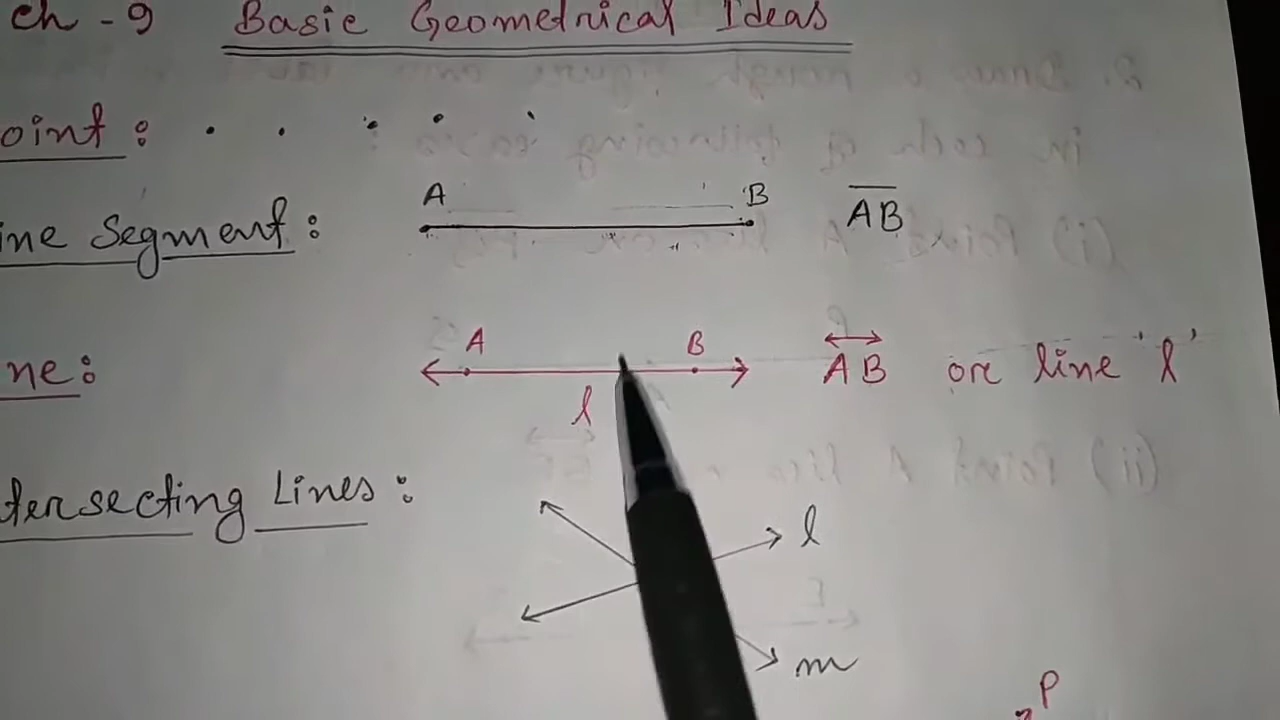 Ch - 9 Basic Geometrical Ideas
oint :
A B
ine Segment : AB
A B
ne : AB or line 'l'
l
tersecting Lines :
l
m
P